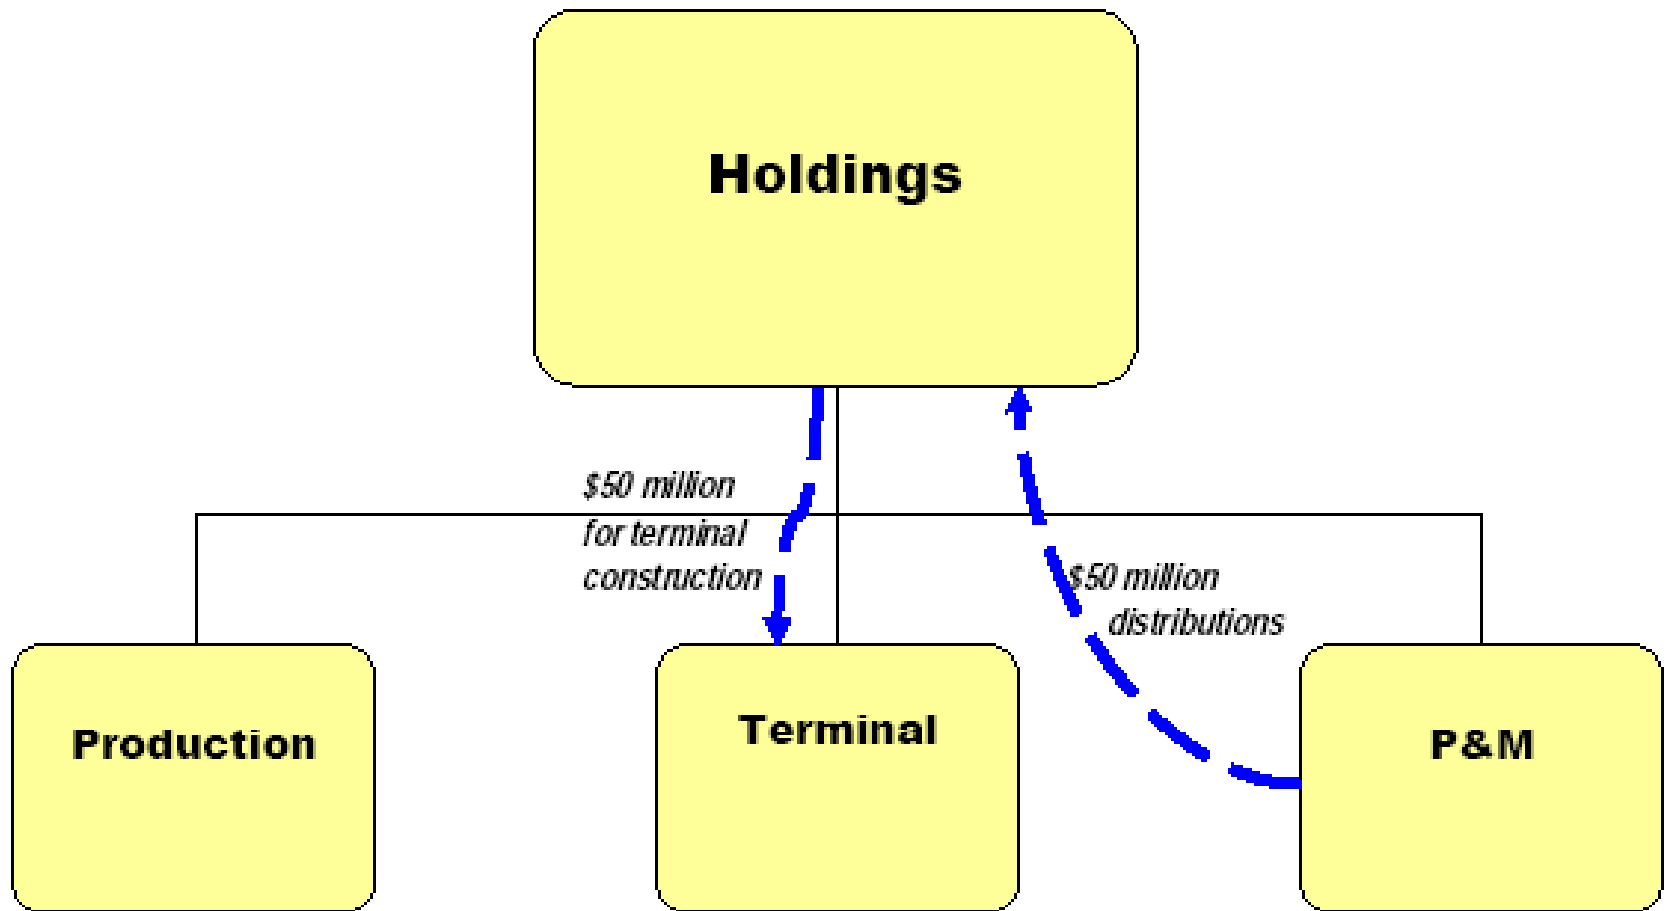 Holdings
$50 million
for terminal
construction
$50 million
distributions
Production
Terminal
P&M